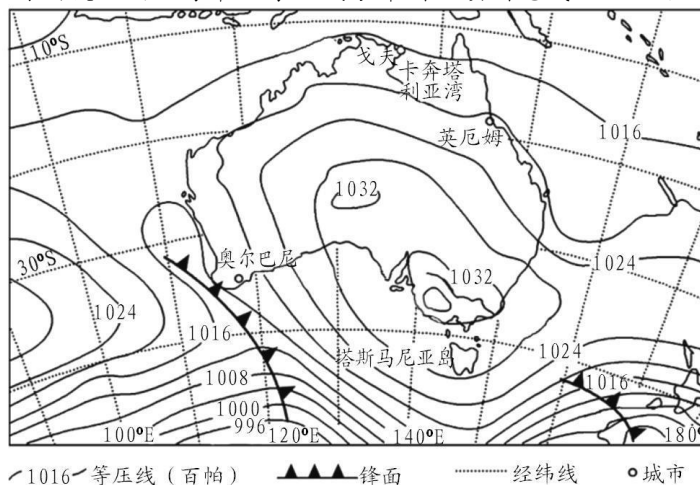 10°S
戈夫
卡奔塔
利亚湾
英厄姆
1016
1032
30°S
奥尔巴尼
1032
1024
1024
1016
塔斯马尼亚岛
1024
1008
1016
1000
996
100°E
120°E
140°E
180°
1016 等压线（百帕）
锋面
经纬线
城市